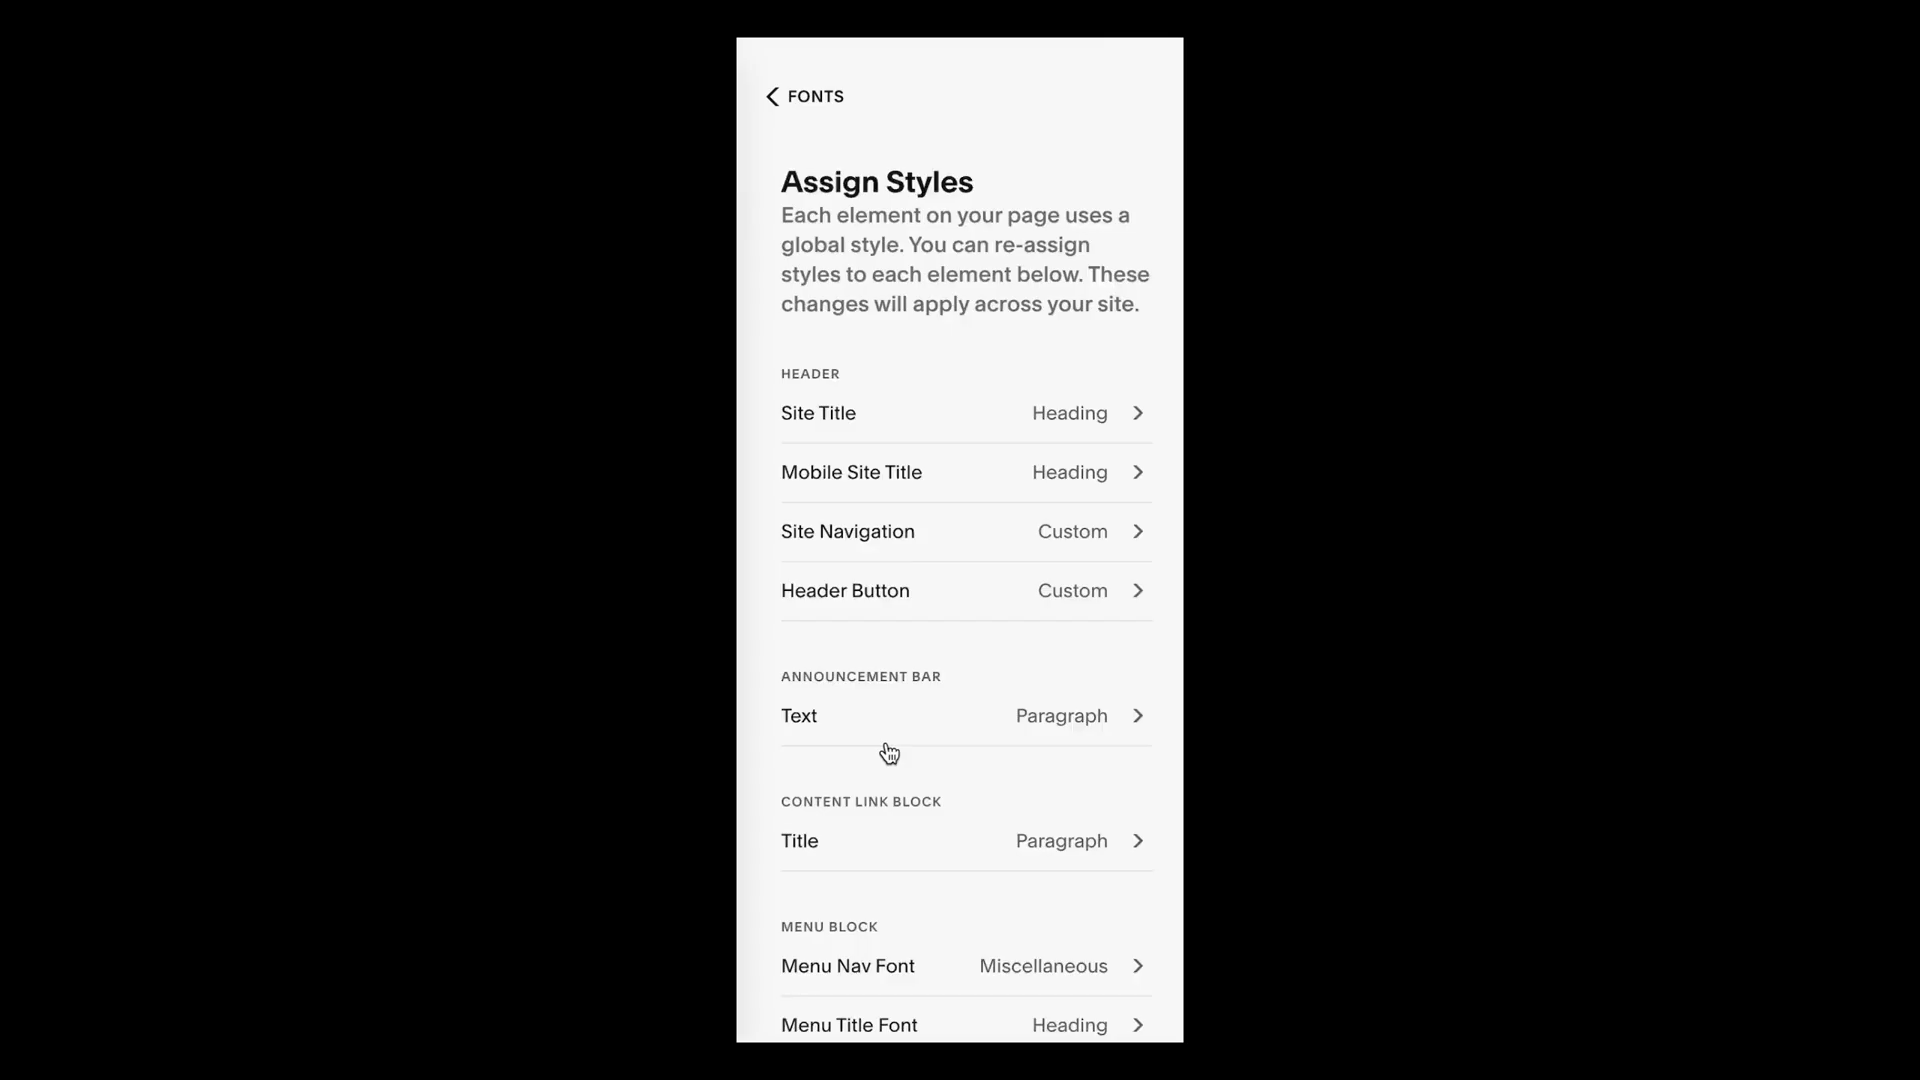 FONTS
Assign Styles
Each element on your page uses a
global style. You can re-assign
styles to each element below. These
changes will apply across your site.
HEADER
Site Title Heading
Mobile Site Title Heading
Site Navigation Custom
Header Button Custom
ANNOUNCEMENT BAR
Text Paragraph
CONTENT LINK BLOCK
Title Paragraph
MENU BLOCK
Menu Nav Font Miscellaneous
Menu Title Font Heading